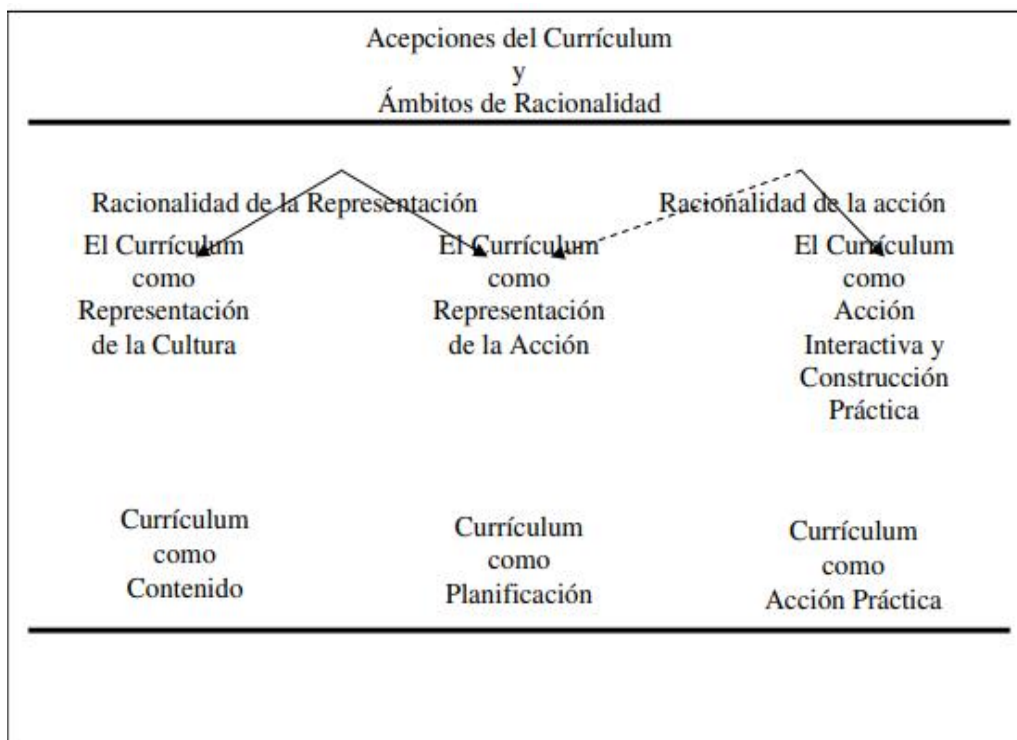 Acepciones del Currículum
y
Ámbitos de Racionalidad
Racionalidad de la Representación
Racionalidad de la acción
El Currículum
como
Representación
de la Cultura
El Currículum
como
Representación
de la Acción
El Currículum
como
Acción
Interactiva y
Construcción
Práctica
Currículum
como
Contenido
Currículum
como
Planificación
Currículum
como
Acción Práctica